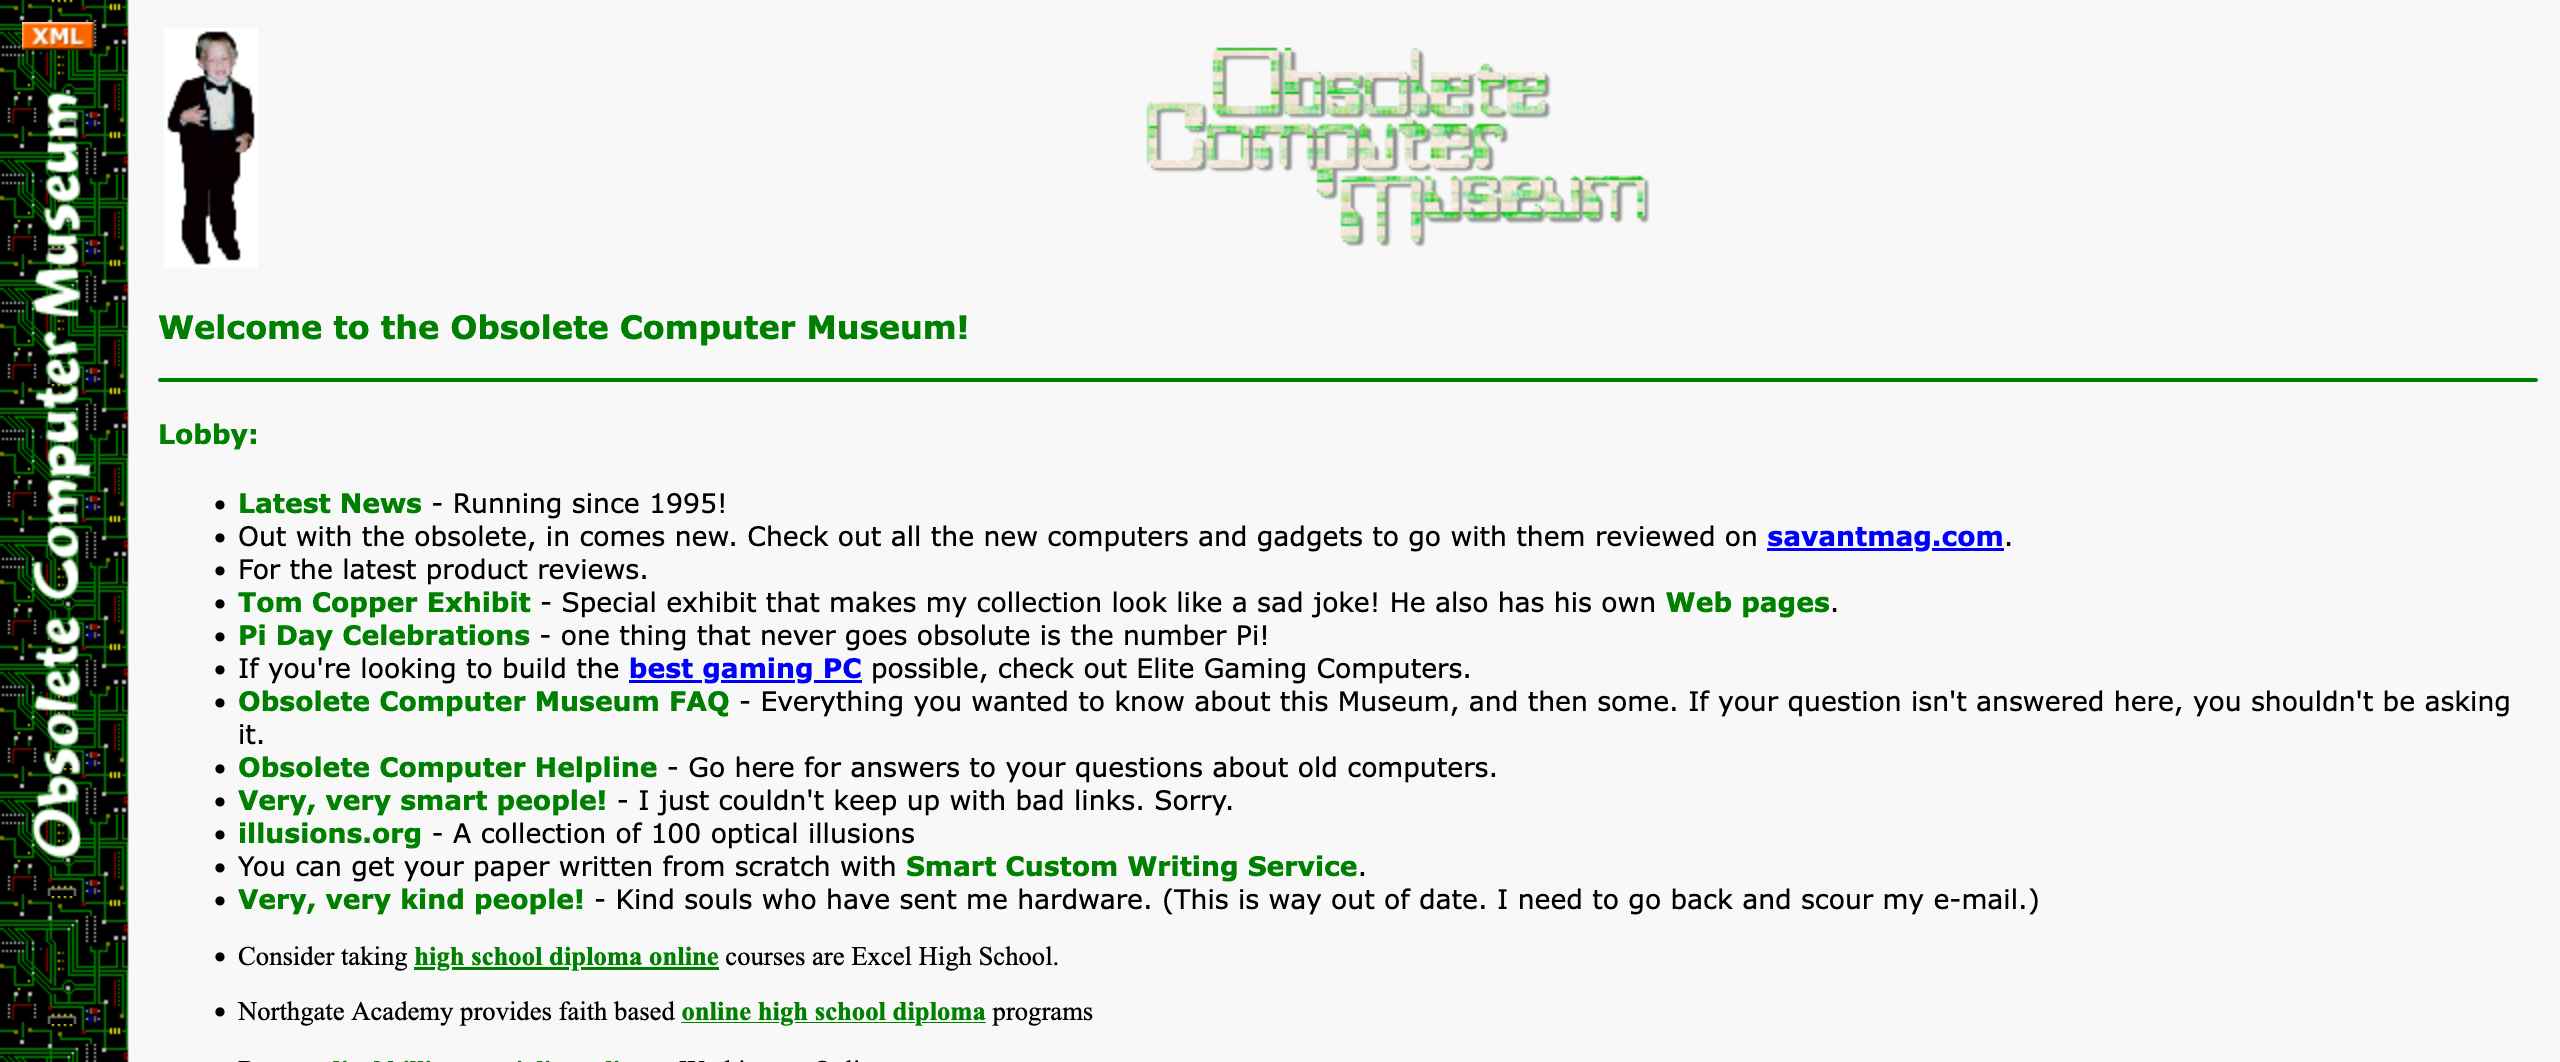 XML
Obsolete Computer Museum
Obsolete
Computer
Museum
Welcome to the Obsolete Computer Museum!
Lobby:
• Latest News - Running since 1995!
• Out with the obsolete, in comes new. Check out all the new computers and gadgets to go with them reviewed on savantmag.com.
• For the latest product reviews.
• Tom Copper Exhibit - Special exhibit that makes my collection look like a sad joke! He also has his own Web pages.
• Pi Day Celebrations - one thing that never goes obsolute is the number Pi!
• If you're looking to build the best gaming PC possible, check out Elite Gaming Computers.
• Obsolete Computer Museum FAQ - Everything you wanted to know about this Museum, and then some. If your question isn't answered here, you shouldn't be asking
it.
• Obsolete Computer Helpline - Go here for answers to your questions about old computers.
• Very, very smart people! - I just couldn't keep up with bad links. Sorry.
• illusions.org - A collection of 100 optical illusions
• You can get your paper written from scratch with Smart Custom Writing Service.
• Very, very kind people! - Kind souls who have sent me hardware. (This is way out of date. I need to go back and scour my e-mail.)
• Consider taking high school diploma online courses are Excel High School.
• Northgate Academy provides faith based online high school diploma programs